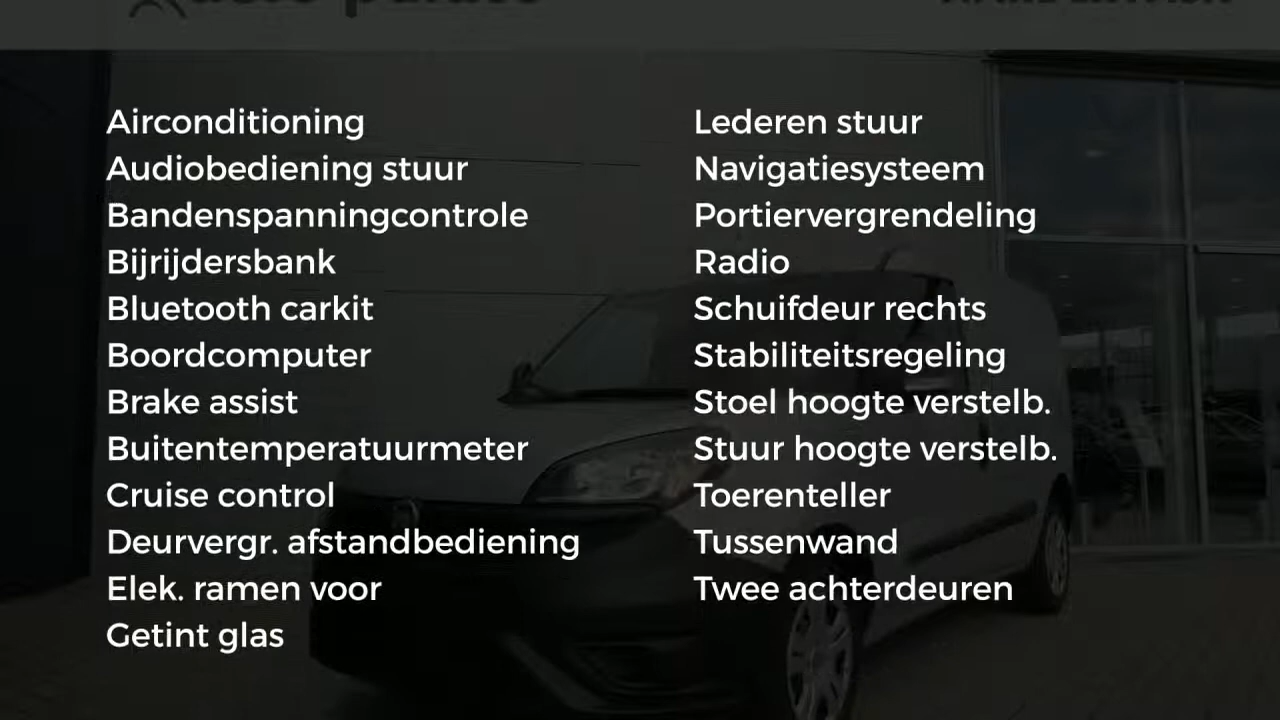 Airconditioning
Audiobediening stuur
Bandenspanningcontrole
Bijrijdersbank
Bluetooth carkit
Boordcomputer
Brake assist
Buitentemperatuurmeter
Cruise control
Deurvergr. afstandbediening
Elek. ramen voor
Getint glas
Lederen stuur
Navigatiesysteem
Portiervergrendeling
Radio
Schuifdeur rechts
Stabiliteitsregeling
Stoel hoogte verstelb.
Stuur hoogte verstelb.
Toerenteller
Tussenwand
Twee achterdeuren